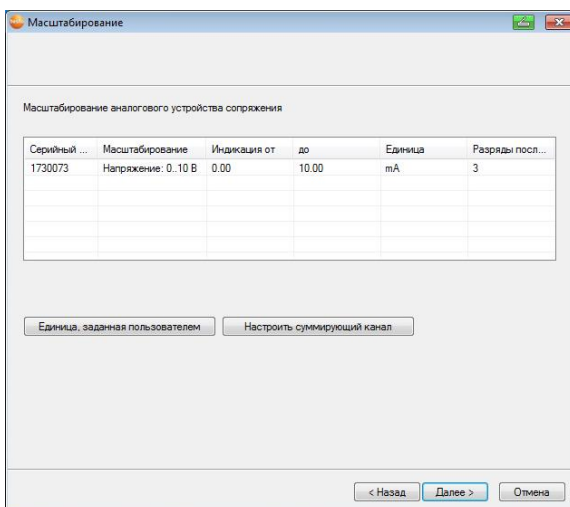 Масштабирование
Масштабирование аналогового устройства сопряжения
Серийный ... Масштабирование Индикация от до Единица Разряды посл...
1730073 Напряжение: 0..10 В 0.00 10.00 mA 3
Единица, заданная пользователем Настроить суммирующий канал
< Назад Далее > Отмена